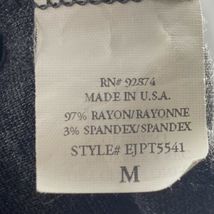 RN# 92874
MADE IN U.S.A.
97% RAYON/RAYONNE
3% SPANDEX/SPANDEX
STYLE# EJPT5541
M